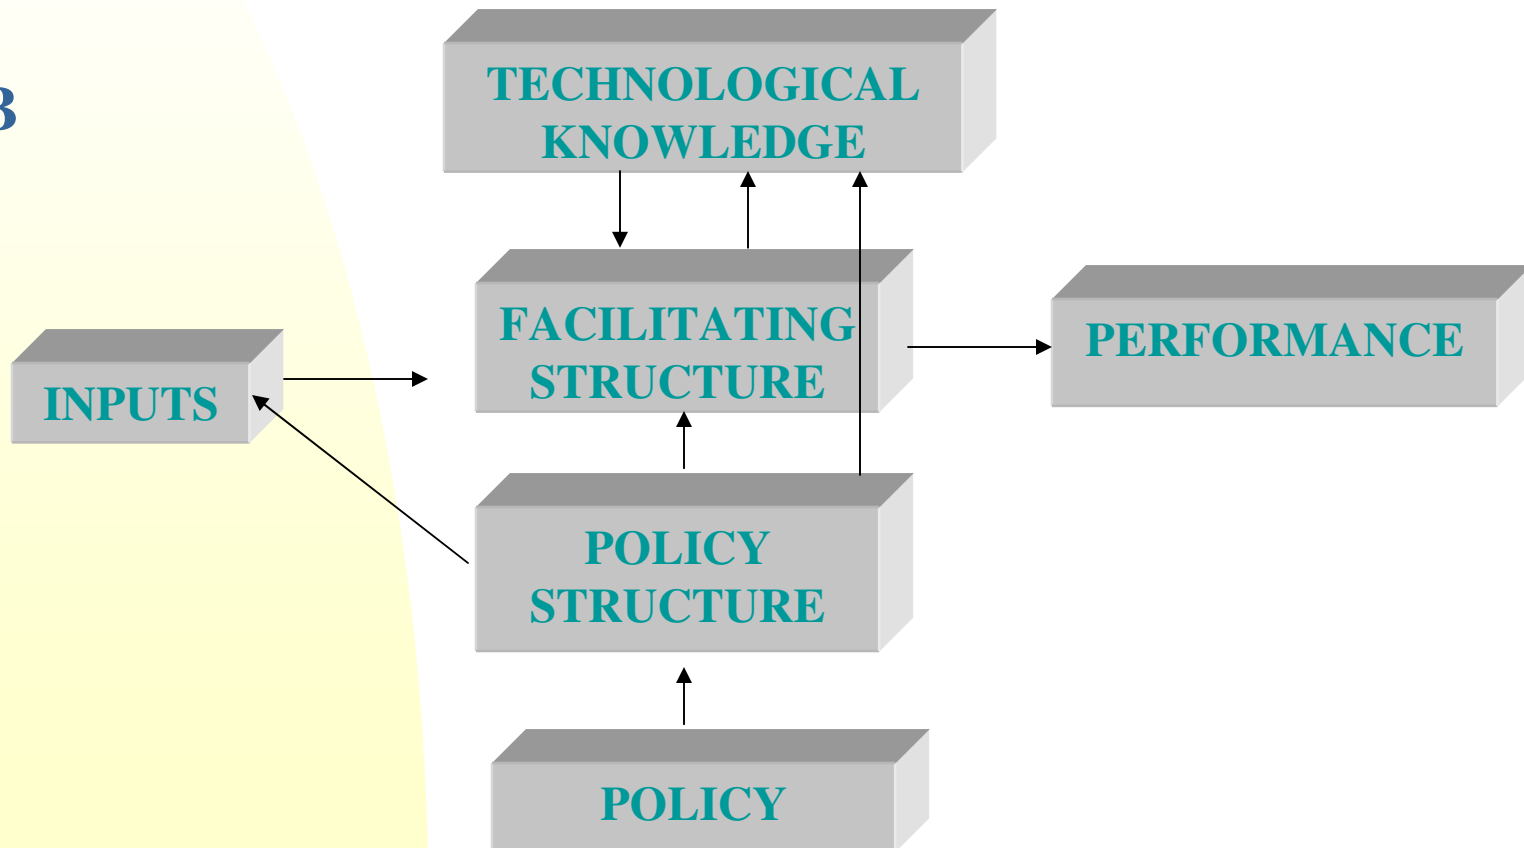 B
TECHNOLOGICAL
KNOWLEDGE
FACILITATING
STRUCTURE
PERFORMANCE
INPUTS
POLICY
STRUCTURE
POLICY